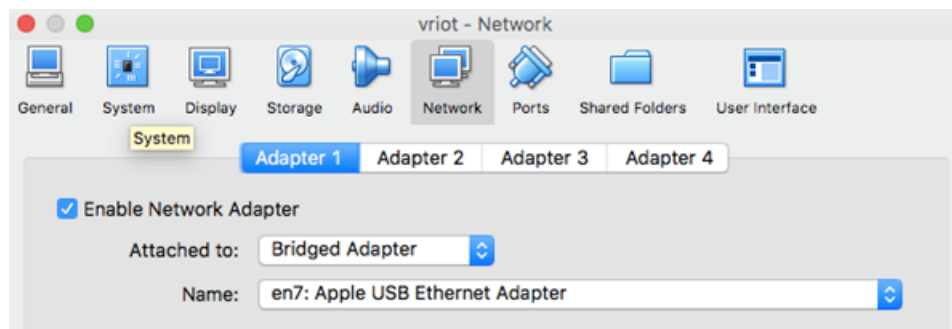 vriot - Network
General System Display Storage Audio Network Ports Shared Folders User Interface
System
Adapter 1 Adapter 2 Adapter 3 Adapter 4
Enable Network Adapter
Attached to: Bridged Adapter
Name: en7: Apple USB Ethernet Adapter